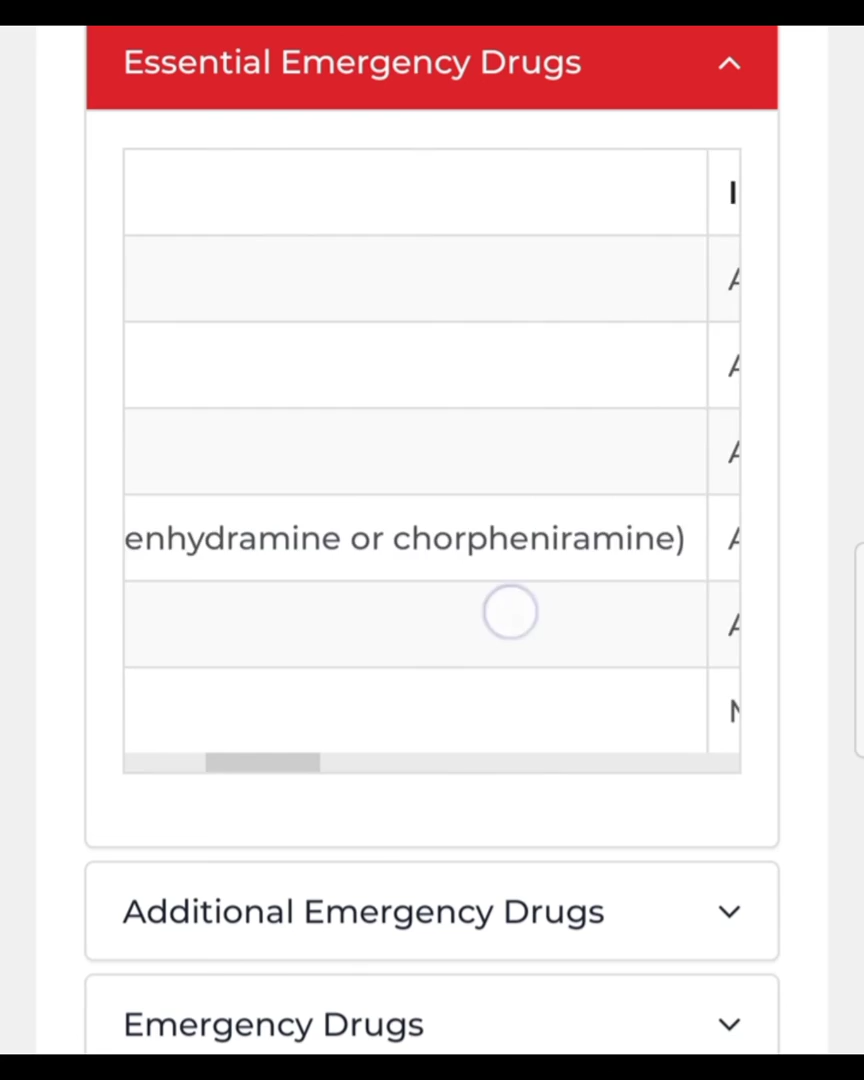 Essential Emergency Drugs
enhydramine or chorpheniramine)
Additional Emergency Drugs
Emergency Drugs